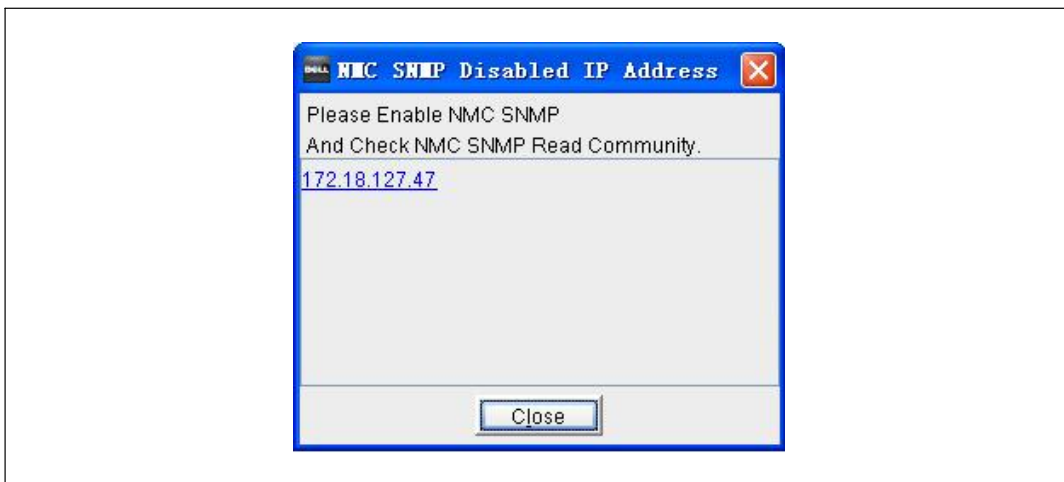 DELL NMC SNMP Disabled IP Address
Please Enable NMC SNMP
And Check NMC SNMP Read Community.
172.18.127.47
Close